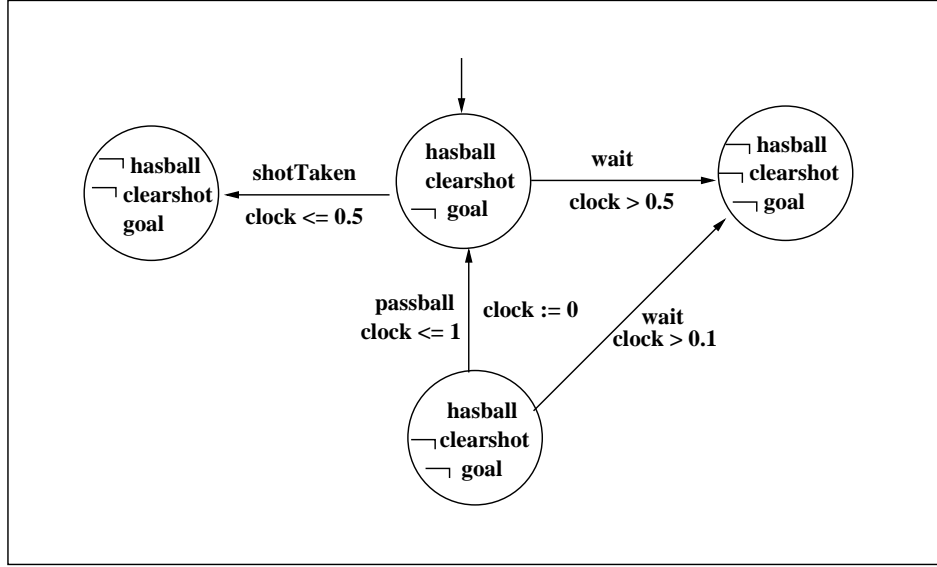 ¬ hasball
¬ clearshot
goal
shotTaken
clock <= 0.5
hasball
clearshot
¬ goal
wait
clock > 0.5
¬ hasball
¬ clearshot
¬ goal
passball
clock <= 1
clock := 0
wait
clock > 0.1
hasball
¬ clearshot
¬ goal